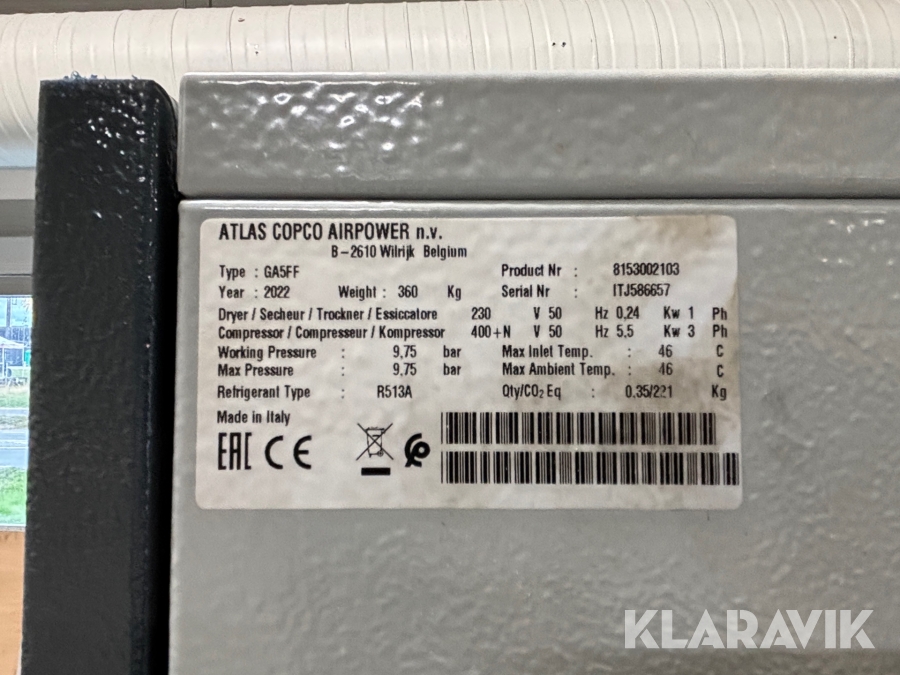 ATLAS COPCO AIRPOWER n.v.
B-2610 Wilrijk Belgium
Type : GA5FF Product Nr : 8153002103
Year : 2022 Weight : 360 Kg Serial Nr : ITJ586657
Dryer / Secheur / Trockner / Essiccatore 230 V 50 Hz 0,24 Kw 1 Ph
Compressor / Compresseur / Kompressor 400+N V 50 Hz 5,5 Kw 3 Ph
Working Pressure : 9,75 bar Max Inlet Temp. : 46 C
Max Pressure : 9,75 bar Max Ambient Temp. : 46 C
Refrigerant Type : R513A Qty/CO₂ Eq : 0,35/221 Kg
Made in Italy
EAC CE
KLARAVIK